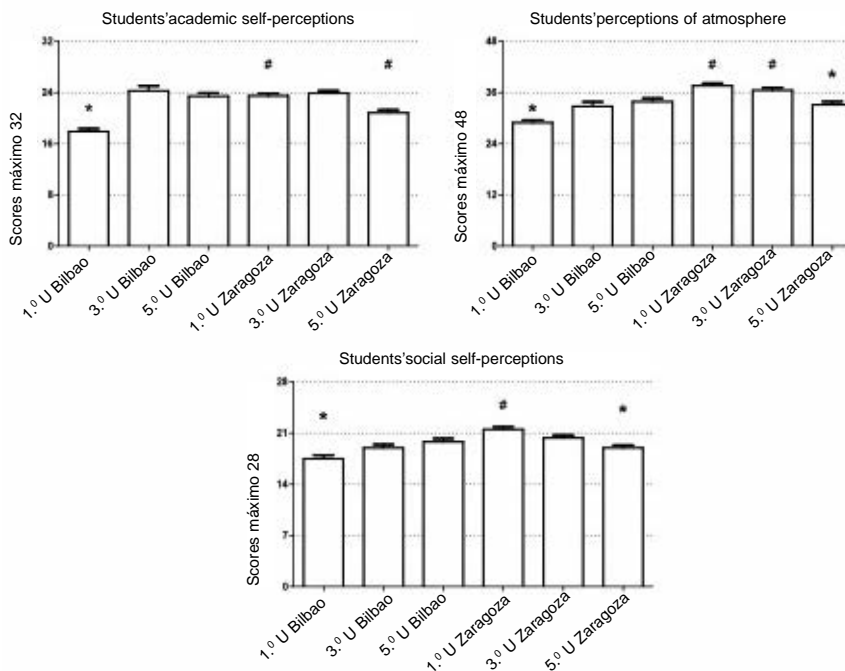 Students'academic self-perceptions
Scores máximo 32
32
24
16
8
0
*
#
#
1.º U Bilbao
3.º U Bilbao
5.º U Bilbao
1.º U Zaragoza
3.º U Zaragoza
5.º U Zaragoza
Students'perceptions of atmosphere
Scores máximo 48
48
36
24
12
0
*
#
#
*
1.º U Bilbao
3.º U Bilbao
5.º U Bilbao
1.º U Zaragoza
3.º U Zaragoza
5.º U Zaragoza
Students'social self-perceptions
Scores máximo 28
28
21
14
7
0
*
#
*
1.º U Bilbao
3.º U Bilbao
5.º U Bilbao
1.º U Zaragoza
3.º U Zaragoza
5.º U Zaragoza